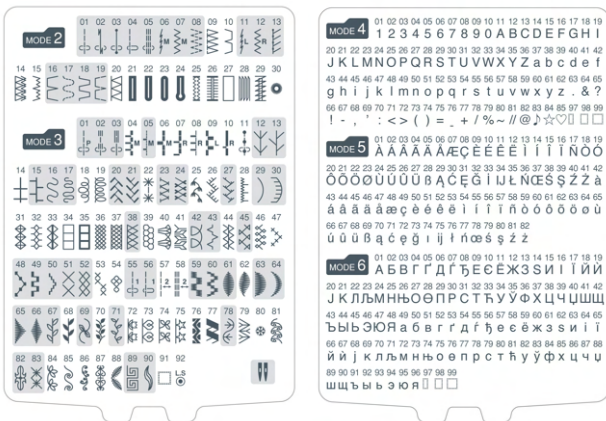 MODE 2 01 02 03 04 05 06 07 08 09 10 11 12 13
14 15 16 17 18 19 20 21 22 23 24 25 26 27 28 29 30
MODE 3 01 02 03 04 05 06 07 08 09 10 11 12 13
14 15 16 17 18 19 20 21 22 23 24 25 26 27 28 29 30
31 32 33 34 35 36 37 38 39 40 41 42 43 44 45 46 47
48 49 50 51 52 53 54 55 56 57 58 59 60 61 62 63 64
65 66 67 68 69 70 71 72 73 74 75 76 77 78 79 80 81
82 83 84 85 86 87 88 89 90 91 92
LS
MODE 4 01 02 03 04 05 06 07 08 09 10 11 12 13 14 15 16 17 18 19
1 2 3 4 5 6 7 8 9 0 A B C D E F G H I
20 21 22 23 24 25 26 27 28 29 30 31 32 33 34 35 36 37 38 39 40 41 42
J K L M N O P Q R S T U V W X Y Z a b c d e f
43 44 45 46 47 48 49 50 51 52 53 54 55 56 57 58 59 60 61 62 63 64 65
g h i j k l m n o p q r s t u v w x y z . & ?
66 67 68 69 70 71 72 73 74 75 76 77 78 79 80 81 82 83 84 85 97 98 99
! - , ' : < > ( ) = _ + / % ~ // @ ♪ ☆ ♡
MODE 5 01 02 03 04 05 06 07 08 09 10 11 12 13 14 15 16 17 18 19
À Á Â Ã Ä Å Æ Ç È É Ê Ë Ì Í Î Ï Ñ Ò Ó
20 21 22 23 24 25 26 27 28 29 30 31 32 33 34 35 36 37 38 39 40 41 42
Ô Õ Ö Ø Ù Ú Û Ü ß Ą Ć Ę Ğ İ IJ Ł Ń Œ Ś Ş Ź Ż à
43 44 45 46 47 48 49 50 51 52 53 54 55 56 57 58 59 60 61 62 63 64 65
á â ã ä å æ ç è é ê ë ì í î ï ñ ò ó ô õ ö ø ù
66 67 68 69 70 71 72 73 74 75 76 77 78 79 80 81 82
ú û ü ß ą ć ę ğ ı ij ł ń œ ś ş ź ż
MODE 6 01 02 03 04 05 06 07 08 09 10 11 12 13 14 15 16 17 18 19
А Б В Г Ґ Д Ѓ Ђ Е Є Ё Ж З Ѕ И І Ї Й Ѝ
20 21 22 23 24 25 26 27 28 29 30 31 32 33 34 35 36 37 38 39 40 41 42
Ј К Л Љ М Н Њ О Ө П Р С Т Ћ У Ў Ф Х Ц Ч Џ Ш Щ
43 44 45 46 47 48 49 50 51 52 53 54 55 56 57 58 59 60 61 62 63 64 65
Ъ Ы Ь Э Ю Я а б в г ґ д ѓ ђ е є ё ж з ѕ и і ї
66 67 68 69 70 71 72 73 74 75 76 77 78 79 80 81 82 83 84 85 86 87 88
й ѝ ј к л љ м н њ о ө п р с т ћ у ў ф х ц ч џ
89 90 91 92 93 94 95 96 97 98 99
ш щ ъ ы ь э ю я